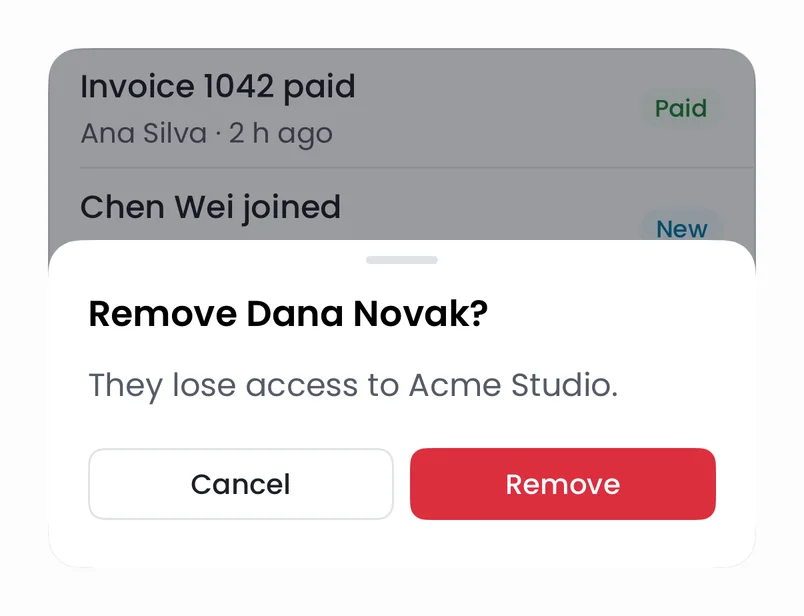 Invoice 1042 paid
Ana Silva · 2 h ago
Paid
Chen Wei joined
New
Remove Dana Novak?
They lose access to Acme Studio.
Cancel
Remove